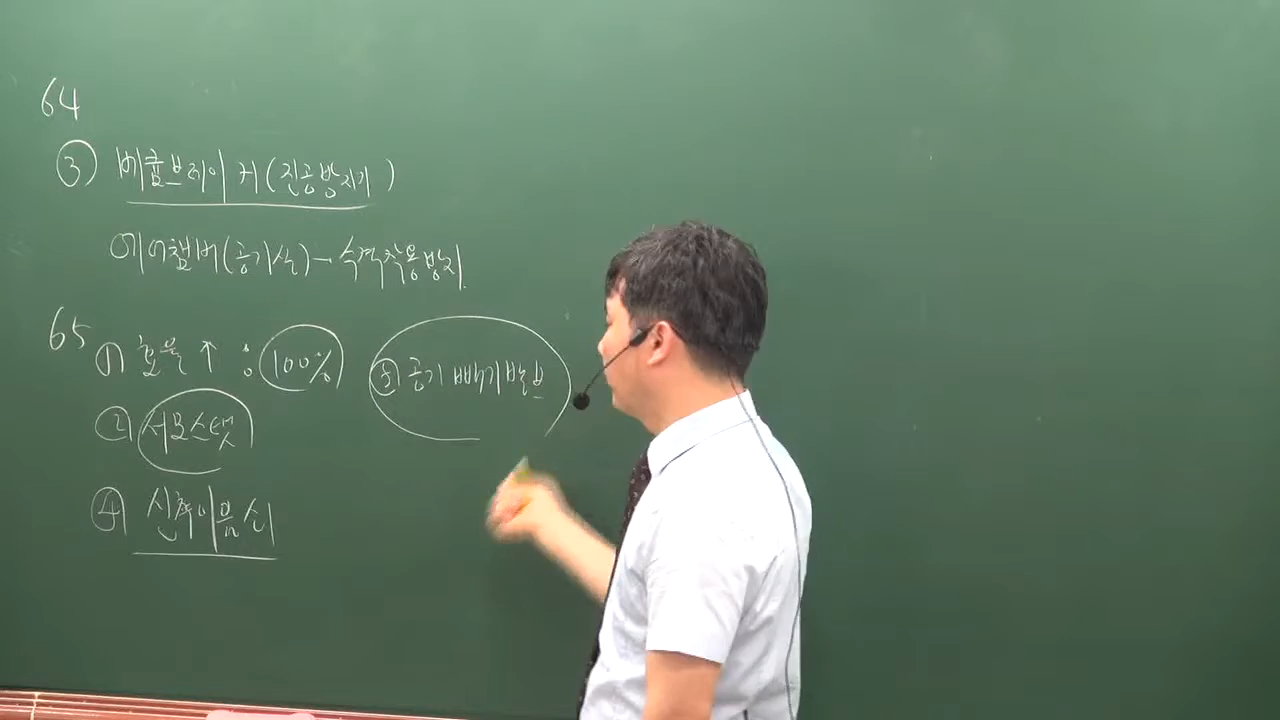 64
③ 베큠브레이커(진공방지기)
에어챔버(공기실)→수격작용방지.
65
① 효율↑ : 100%
⑤ 공기빼기밸브
② 서모스탯
④ 신축이음쇠